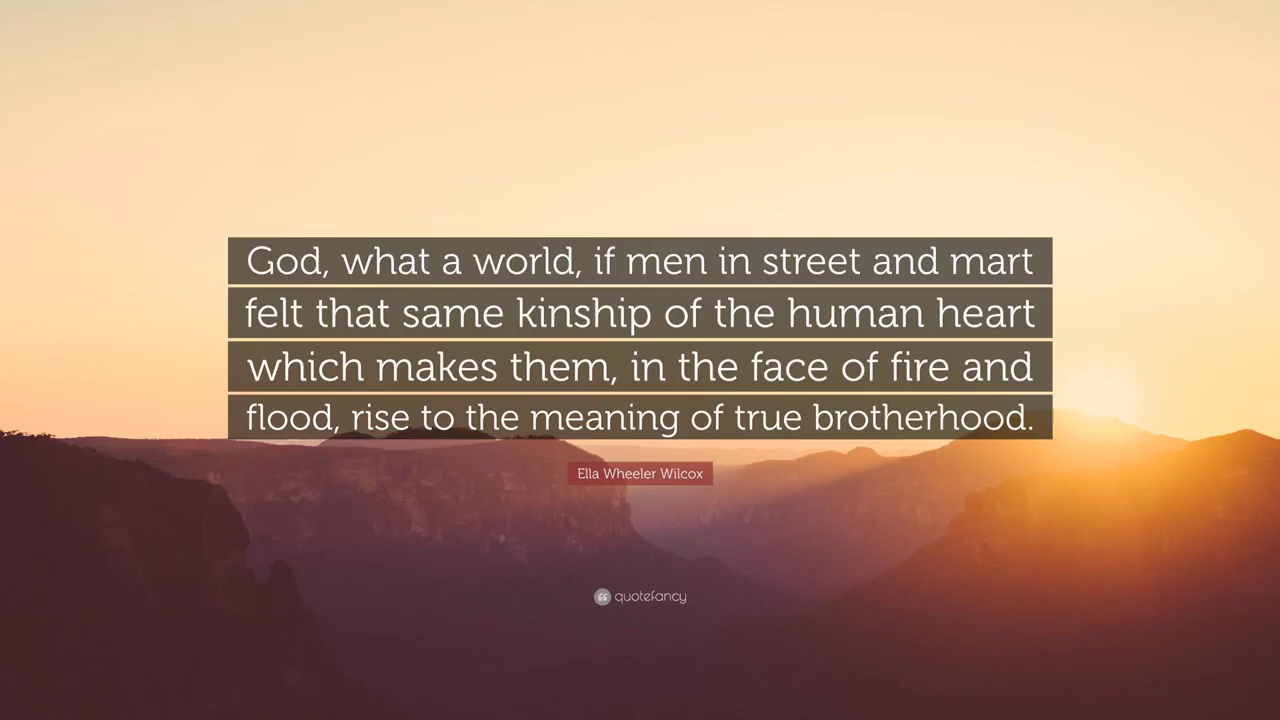 God, what a world, if men in street and mart
felt that same kinship of the human heart
which makes them, in the face of fire and
flood, rise to the meaning of true brotherhood.
Ella Wheeler Wilcox
quotefancy